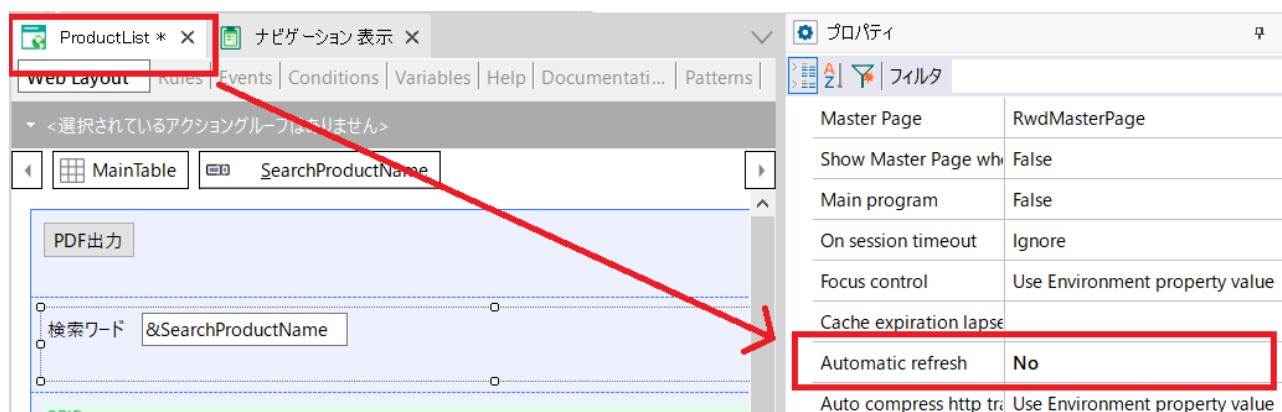 ProductList * ×
ナビゲーション 表示 ×
Web Layout
Rules
Events
Conditions
Variables
Help
Documentati...
Patterns
<選択されているアクショングループはありません>
MainTable
SearchProductName
PDF出力
検索ワード
&SearchProductName
プロパティ
フィルタ
Master Page RwdMasterPage
Show Master Page whe False
Main program False
On session timeout Ignore
Focus control Use Environment property value
Cache expiration lapse
Automatic refresh No
Auto compress http tra Use Environment property value